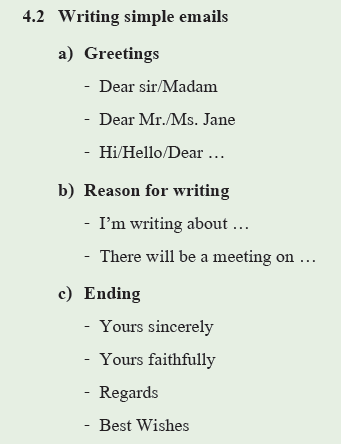 4.2 Writing simple emails
a) Greetings
- Dear sir/Madam
- Dear Mr./Ms. Jane
- Hi/Hello/Dear …
b) Reason for writing
- I’m writing about …
- There will be a meeting on …
c) Ending
- Yours sincerely
- Yours faithfully
- Regards
- Best Wishes